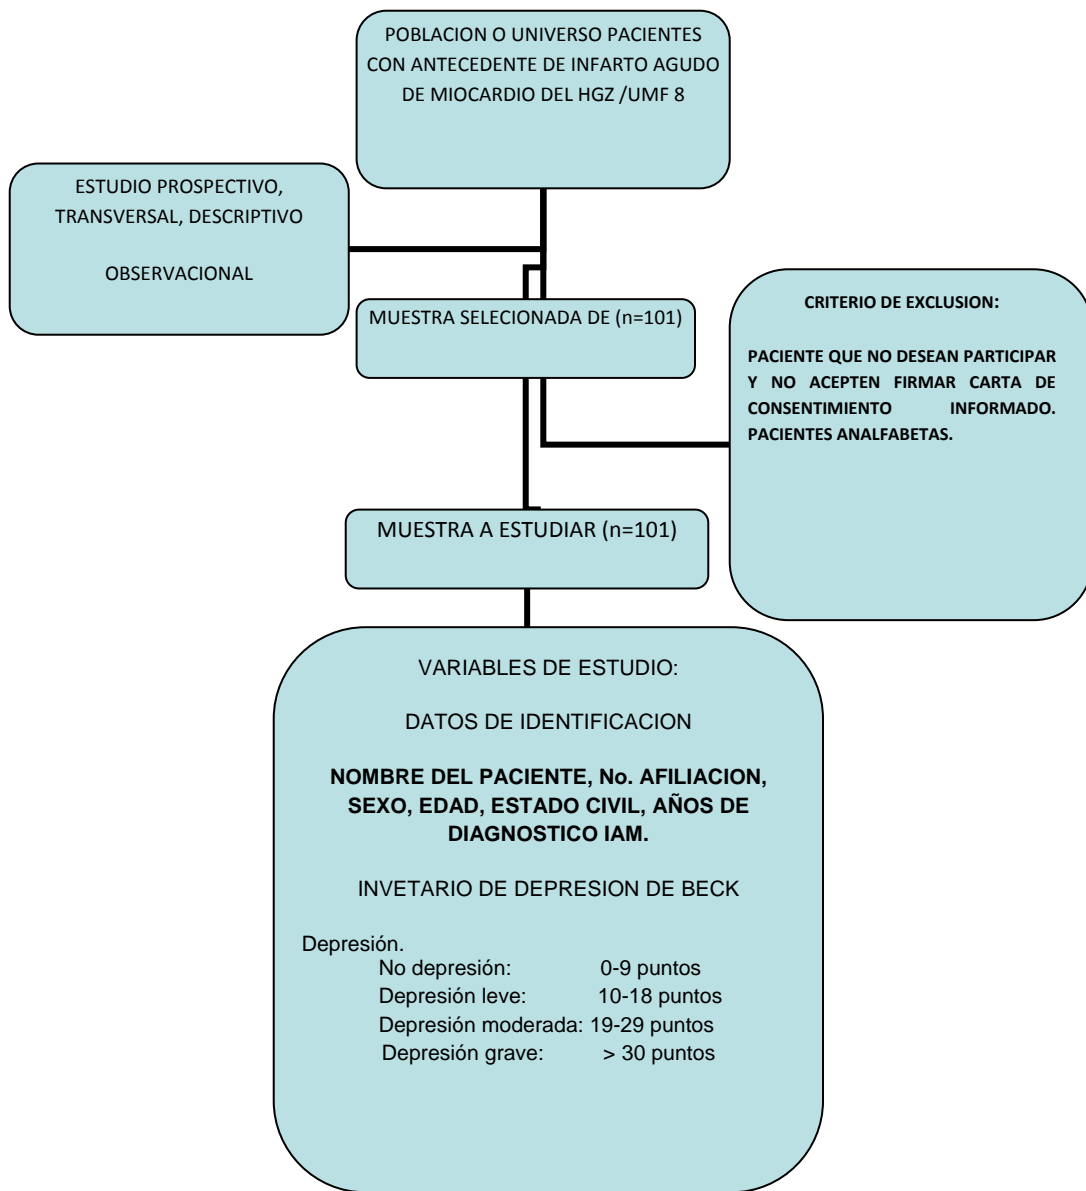 POBLACION O UNIVERSO PACIENTES
CON ANTECEDENTE DE INFARTO AGUDO
DE MIOCARDIO DEL HGZ /UMF 8
ESTUDIO PROSPECTIVO,
TRANSVERSAL, DESCRIPTIVO
OBSERVACIONAL
MUESTRA SELECIONADA DE (n=101)
CRITERIO DE EXCLUSION:
PACIENTE QUE NO DESEAN PARTICIPAR
Y NO ACEPTEN FIRMAR CARTA DE
CONSENTIMIENTO INFORMADO.
PACIENTES ANALFABETAS.
MUESTRA A ESTUDIAR (n=101)
VARIABLES DE ESTUDIO:
DATOS DE IDENTIFICACION
NOMBRE DEL PACIENTE, No. AFILIACION,
SEXO, EDAD, ESTADO CIVIL, AÑOS DE
DIAGNOSTICO IAM.
INVETARIO DE DEPRESION DE BECK
Depresión.
No depresión: 0-9 puntos
Depresión leve: 10-18 puntos
Depresión moderada: 19-29 puntos
Depresión grave: > 30 puntos